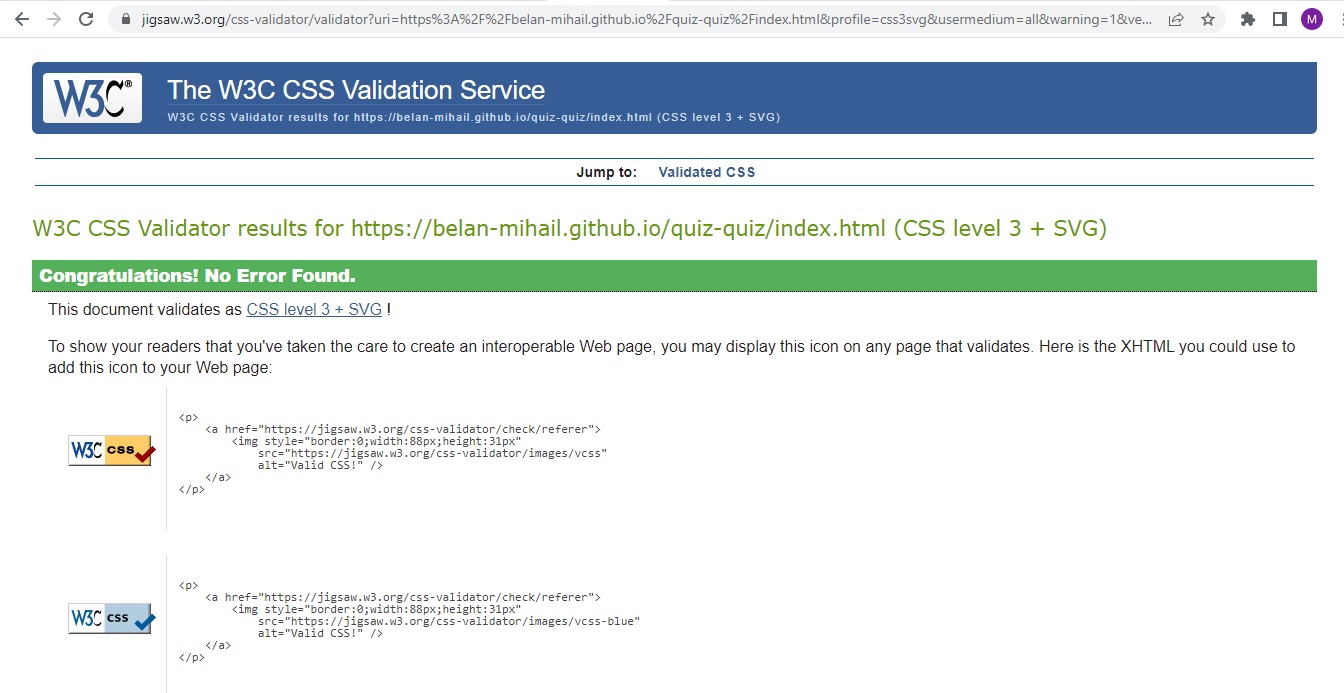 jigsaw.w3.org/css-validator/validator?uri=https%3A%2F%2Fbelan-mihail.github.io%2Fquiz-quiz%2Findex.html&profile=css3svg&usermedium=all&warning=1&ve...
M
W3C®
The W3C CSS Validation Service
W3C CSS Validator results for https://belan-mihail.github.io/quiz-quiz/index.html (CSS level 3 + SVG)
Jump to: Validated CSS
W3C CSS Validator results for https://belan-mihail.github.io/quiz-quiz/index.html (CSS level 3 + SVG)
Congratulations! No Error Found.
This document validates as CSS level 3 + SVG !
To show your readers that you've taken the care to create an interoperable Web page, you may display this icon on any page that validates. Here is the XHTML you could use to
add this icon to your Web page:
W3C css
<p>
<a href="https://jigsaw.w3.org/css-validator/check/referer">
<img style="border:0;width:88px;height:31px"
src="https://jigsaw.w3.org/css-validator/images/vcss"
alt="Valid CSS!" />
</a>
</p>
W3C css
<p>
<a href="https://jigsaw.w3.org/css-validator/check/referer">
<img style="border:0;width:88px;height:31px"
src="https://jigsaw.w3.org/css-validator/images/vcss-blue"
alt="Valid CSS!" />
</a>
</p>